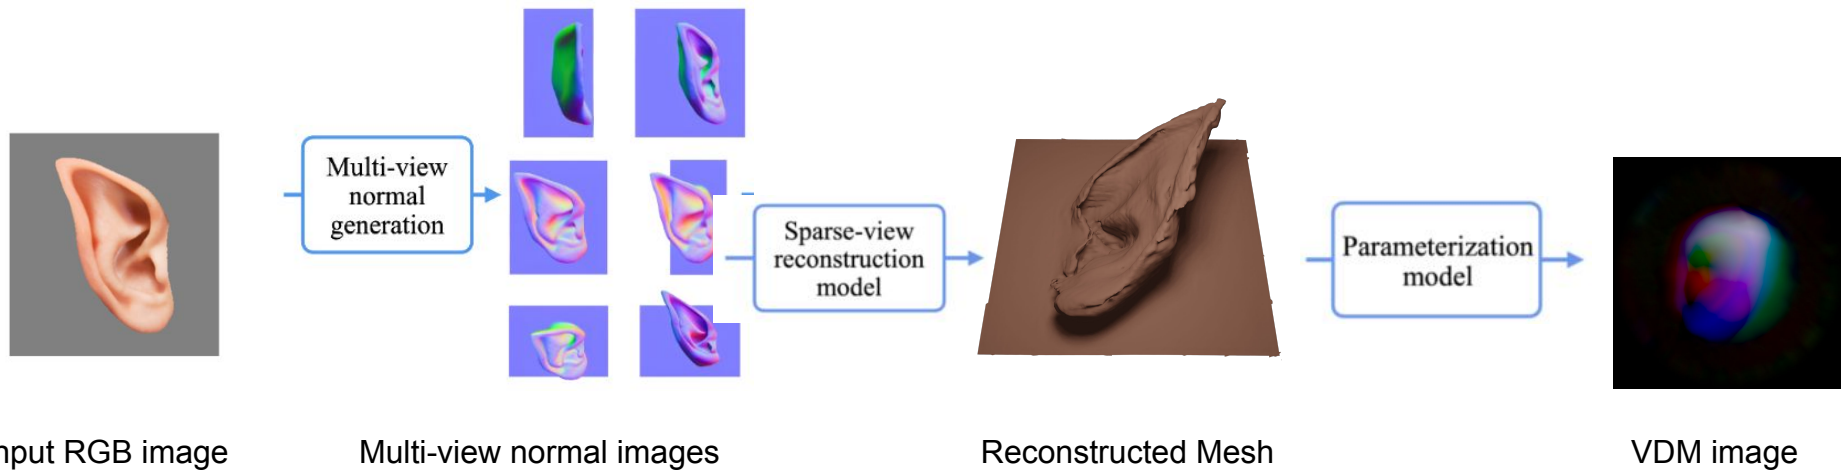 Multi-view
normal
generation
Sparse-view
reconstruction
model
Parameterization
model
nput RGB image
Multi-view normal images
Reconstructed Mesh
VDM image